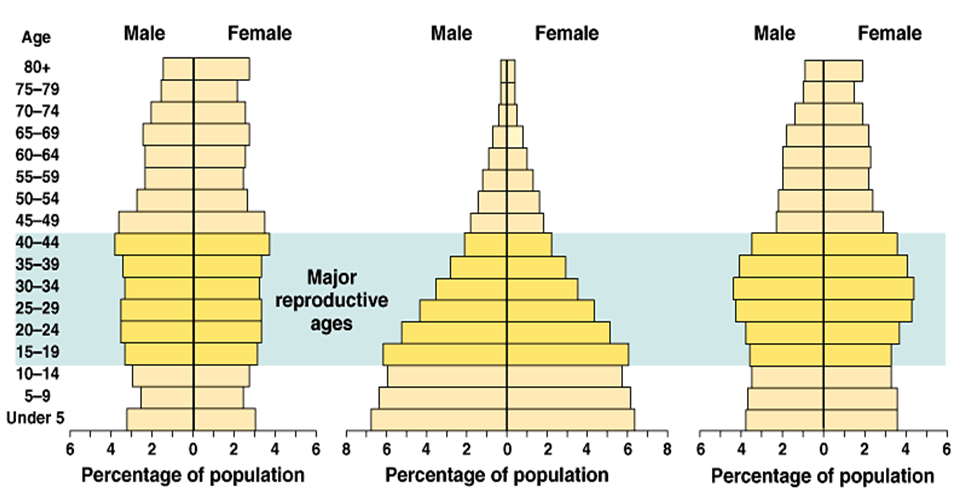 Age Male Female Male Female Male Female
80+
75–79
70–74
65–69
60–64
55–59
50–54
45–49
40–44
35–39
30–34
25–29
20–24
15–19
10–14
5–9
Under 5
Major
reproductive
ages
6 4 2 0 2 4 6 8 6 4 2 0 2 4 6 8 6 4 2 0 2 4 6
Percentage of population Percentage of population Percentage of population